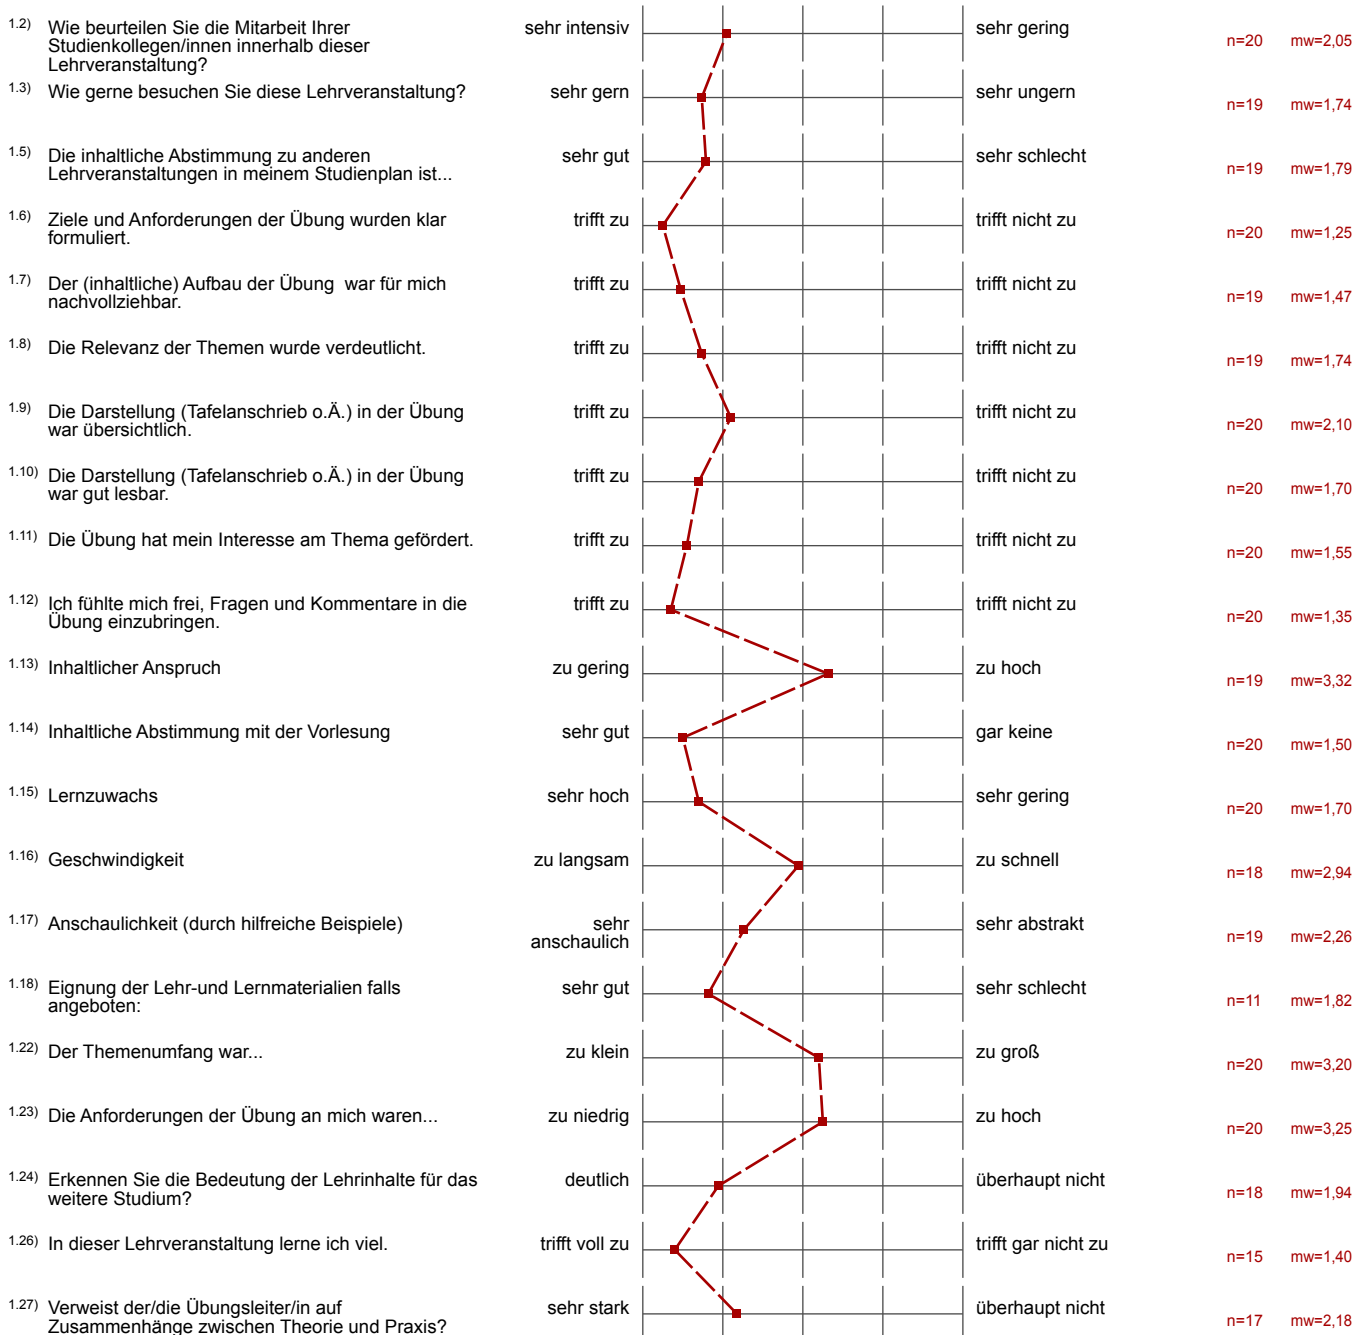 1.2) Wie beurteilen Sie die Mitarbeit Ihrer
Studienkollegen/innen innerhalb dieser
Lehrveranstaltung?
sehr intensiv sehr gering n=20 mw=2,05
1.3) Wie gerne besuchen Sie diese Lehrveranstaltung? sehr gern sehr ungern n=19 mw=1,74
1.5) Die inhaltliche Abstimmung zu anderen
Lehrveranstaltungen in meinem Studienplan ist...
sehr gut sehr schlecht n=19 mw=1,79
1.6) Ziele und Anforderungen der Übung wurden klar
formuliert.
trifft zu trifft nicht zu n=20 mw=1,25
1.7) Der (inhaltliche) Aufbau der Übung war für mich
nachvollziehbar.
trifft zu trifft nicht zu n=19 mw=1,47
1.8) Die Relevanz der Themen wurde verdeutlicht. trifft zu trifft nicht zu n=19 mw=1,74
1.9) Die Darstellung (Tafelanschrieb o.Ä.) in der Übung
war übersichtlich.
trifft zu trifft nicht zu n=20 mw=2,10
1.10) Die Darstellung (Tafelanschrieb o.Ä.) in der Übung
war gut lesbar.
trifft zu trifft nicht zu n=20 mw=1,70
1.11) Die Übung hat mein Interesse am Thema gefördert. trifft zu trifft nicht zu n=20 mw=1,55
1.12) Ich fühlte mich frei, Fragen und Kommentare in die
Übung einzubringen.
trifft zu trifft nicht zu n=20 mw=1,35
1.13) Inhaltlicher Anspruch zu gering zu hoch n=19 mw=3,32
1.14) Inhaltliche Abstimmung mit der Vorlesung sehr gut gar keine n=20 mw=1,50
1.15) Lernzuwachs sehr hoch sehr gering n=20 mw=1,70
1.16) Geschwindigkeit zu langsam zu schnell n=18 mw=2,94
1.17) Anschaulichkeit (durch hilfreiche Beispiele) sehr
anschaulich
sehr abstrakt n=19 mw=2,26
1.18) Eignung der Lehr-und Lernmaterialien falls
angeboten:
sehr gut sehr schlecht n=11 mw=1,82
1.22) Der Themenumfang war... zu klein zu groß n=20 mw=3,20
1.23) Die Anforderungen der Übung an mich waren... zu niedrig zu hoch n=20 mw=3,25
1.24) Erkennen Sie die Bedeutung der Lehrinhalte für das
weitere Studium?
deutlich überhaupt nicht n=18 mw=1,94
1.26) In dieser Lehrveranstaltung lerne ich viel. trifft voll zu trifft gar nicht zu n=15 mw=1,40
1.27) Verweist der/die Übungsleiter/in auf
Zusammenhänge zwischen Theorie und Praxis?
sehr stark überhaupt nicht n=17 mw=2,18